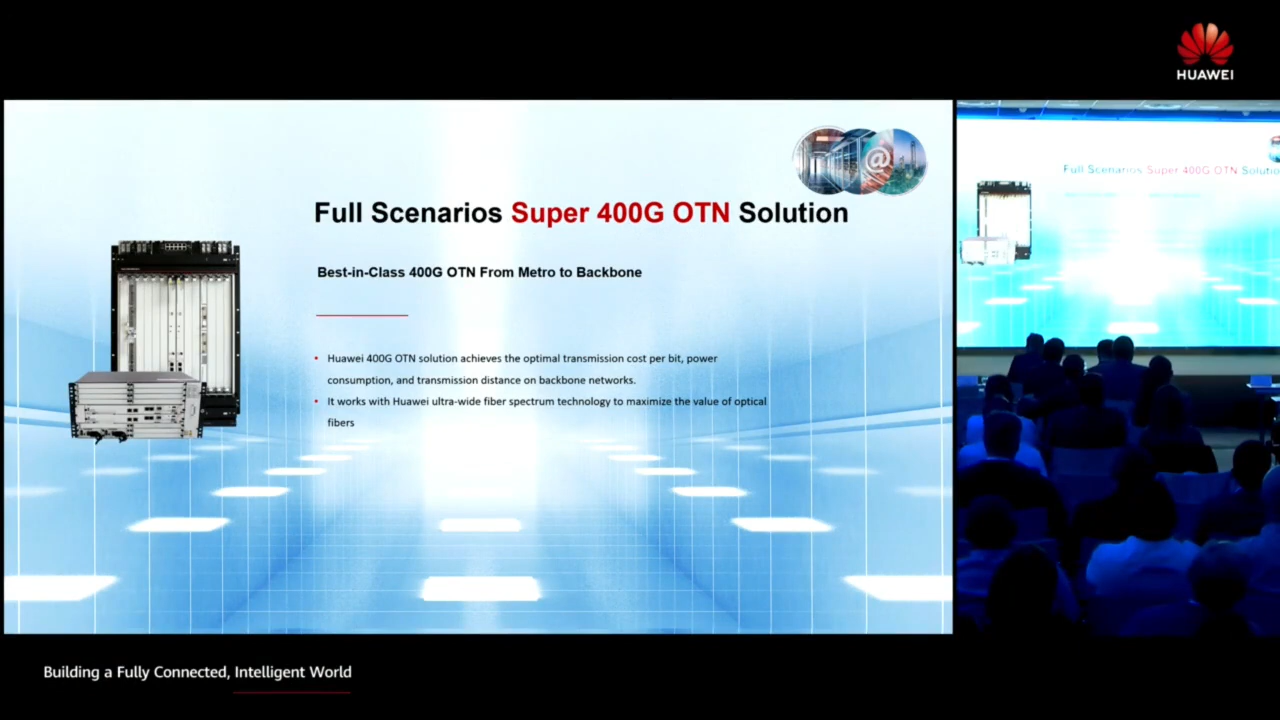 HUAWEI
Full Scenarios Super 400G OTN Solution
Best-in-Class 400G OTN From Metro to Backbone
• Huawei 400G OTN solution achieves the optimal transmission cost per bit, power
consumption, and transmission distance on backbone networks.
• It works with Huawei ultra-wide fiber spectrum technology to maximize the value of optical
fibers
@
Full Scenarios Super 400G OTN Solutio
Building a Fully Connected, Intelligent World